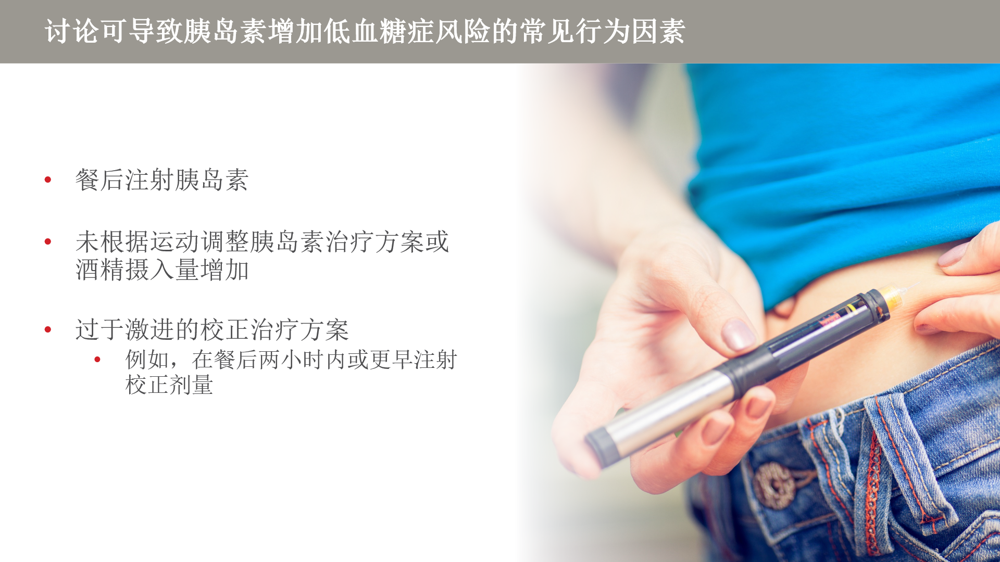 讨论可导致胰岛素增加低血糖症风险的常见行为因素
• 餐后注射胰岛素
• 未根据运动调整胰岛素治疗方案或
酒精摄入量增加
• 过于激进的校正治疗方案
• 例如，在餐后两小时内或更早注射
校正剂量